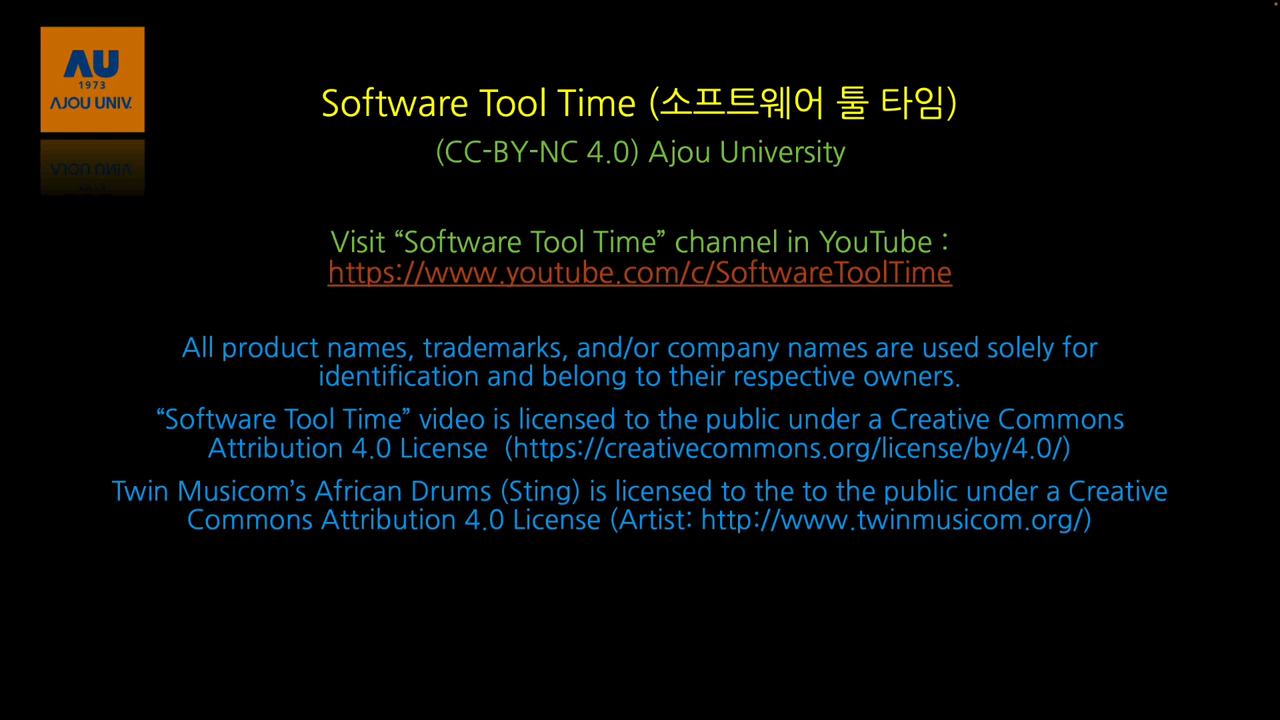 AU
1973
AJOU UNIV.
Software Tool Time (소프트웨어 툴 타임)
(CC-BY-NC 4.0) Ajou University
Visit “Software Tool Time” channel in YouTube :
https://www.youtube.com/c/SoftwareToolTime
All product names, trademarks, and/or company names are used solely for
identification and belong to their respective owners.
“Software Tool Time” video is licensed to the public under a Creative Commons
Attribution 4.0 License (https://creativecommons.org/license/by/4.0/)
Twin Musicom’s African Drums (Sting) is licensed to the to the public under a Creative
Commons Attribution 4.0 License (Artist: http://www.twinmusicom.org/)